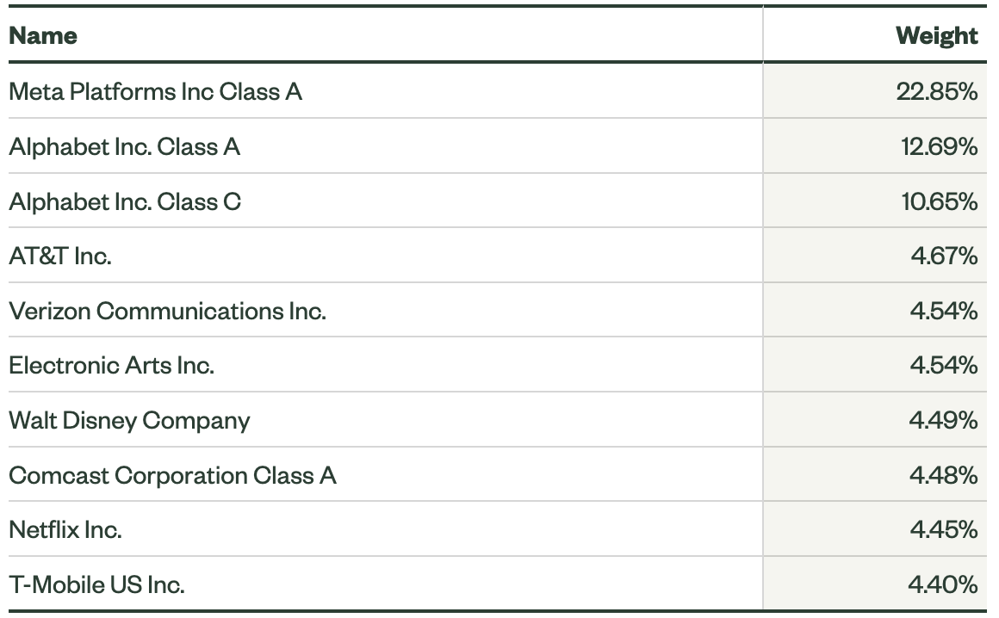 Name Weight
Meta Platforms Inc Class A 22.85%
Alphabet Inc. Class A 12.69%
Alphabet Inc. Class C 10.65%
AT&T Inc. 4.67%
Verizon Communications Inc. 4.54%
Electronic Arts Inc. 4.54%
Walt Disney Company 4.49%
Comcast Corporation Class A 4.48%
Netflix Inc. 4.45%
T-Mobile US Inc. 4.40%